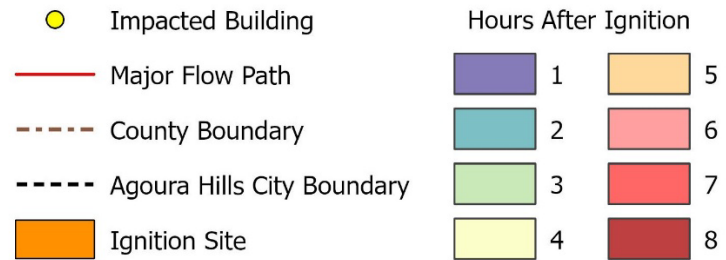 Impacted Building
Major Flow Path
County Boundary
Agoura Hills City Boundary
Ignition Site
Hours After Ignition
1
2
3
4
5
6
7
8